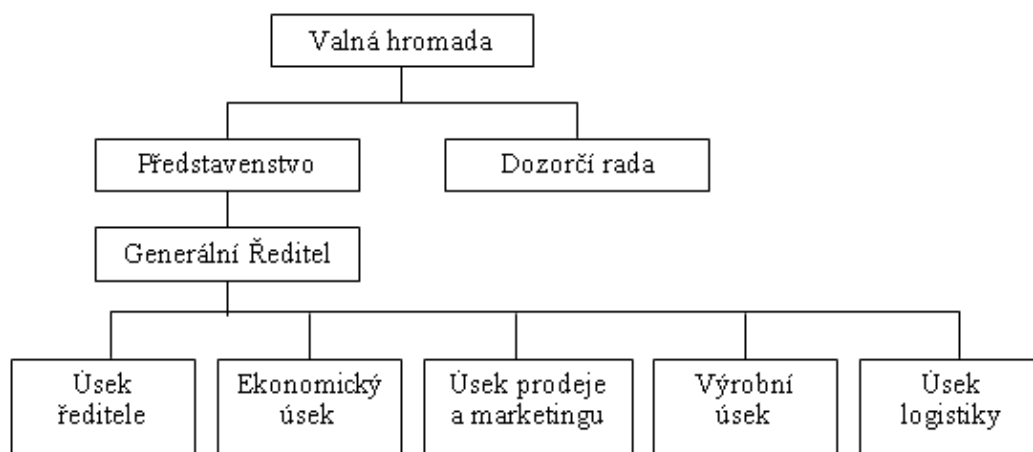 Valná hromada
Představenstvo
Dozorčí rada
Generální Ředitel
Úsek
ředitele
Ekonomický
úsek
Úsek prodeje
a marketingu
Výrobní
úsek
Úsek
logistiky